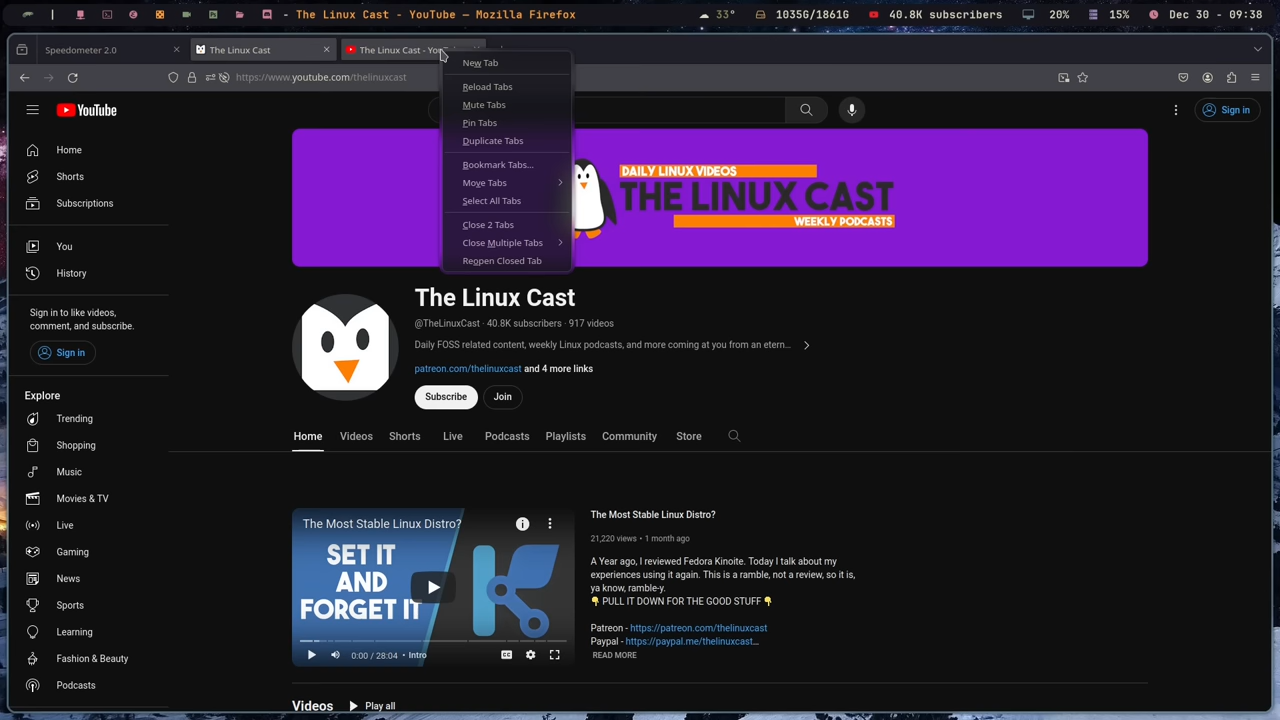 - The Linux Cast - YouTube — Mozilla Firefox
33°
1035G/1861G
40.8K subscribers
20%
15%
Dec 30 - 09:38
Speedometer 2.0
The Linux Cast
The Linux Cast - You
https://www.youtube.com/thelinuxcast
New Tab
Reload Tabs
Mute Tabs
Pin Tabs
Duplicate Tabs
Bookmark Tabs...
Move Tabs
Select All Tabs
Close 2 Tabs
Close Multiple Tabs
Reopen Closed Tab
YouTube
Sign in
Home
Shorts
Subscriptions
You
History
Sign in to like videos,
comment, and subscribe.
Sign in
Explore
Trending
Shopping
Music
Movies & TV
Live
Gaming
News
Sports
Learning
Fashion & Beauty
Podcasts
DAILY LINUX VIDEOS
THE LINUX CAST
WEEKLY PODCASTS
The Linux Cast
@TheLinuxCast · 40.8K subscribers · 917 videos
Daily FOSS related content, weekly Linux podcasts, and more coming at you from an etern...
patreon.com/thelinuxcast and 4 more links
Subscribe
Join
Home
Videos
Shorts
Live
Podcasts
Playlists
Community
Store
The Most Stable Linux Distro?
SET IT
AND
FORGET IT
0:00 / 28:04 • Intro
The Most Stable Linux Distro?
21,220 views • 1 month ago
A Year ago, I reviewed Fedora Kinoite. Today I talk about my
experiences using it again. This is a ramble, not a review, so it is,
ya know, ramble-y.
👇 PULL IT DOWN FOR THE GOOD STUFF 👇
Patreon - https://patreon.com/thelinuxcast
Paypal - https://paypal.me/thelinuxcast...
READ MORE
Videos
Play all